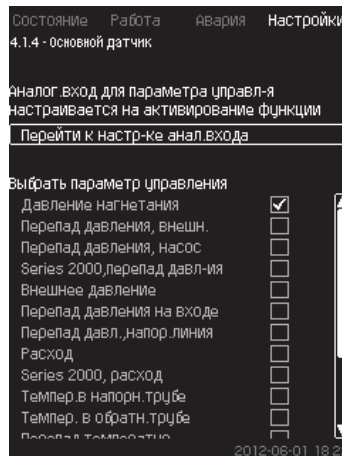 Состояние Работа Авария Настройки
4.1.4 - Основной датчик
Аналог.вход для параметра управл-я
настраивается на активирование функции
Перейти к настр-ке анал.входа
Выбрать параметр управления
Давление нагнетания
Перепад давления, внешн.
Перепад давления, насос
Series 2000,перепад давл-ия
Внешнее давление
Перепад давления на входе
Перепад давл.,напор.линия
Расход
Series 2000, расход
Темпер.в напорн.трубе
Темпер. в обратн.трубе
2012-06-01